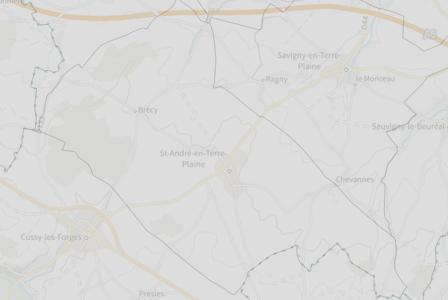 D44
Savigny-en-Terre-
Plaine
Ragny
le Monceau
Brécy
Sauvigny-le-Beuréal
St-André-en-Terre-
Plaine
Chevannes
Cussy-les-Forges
Presles